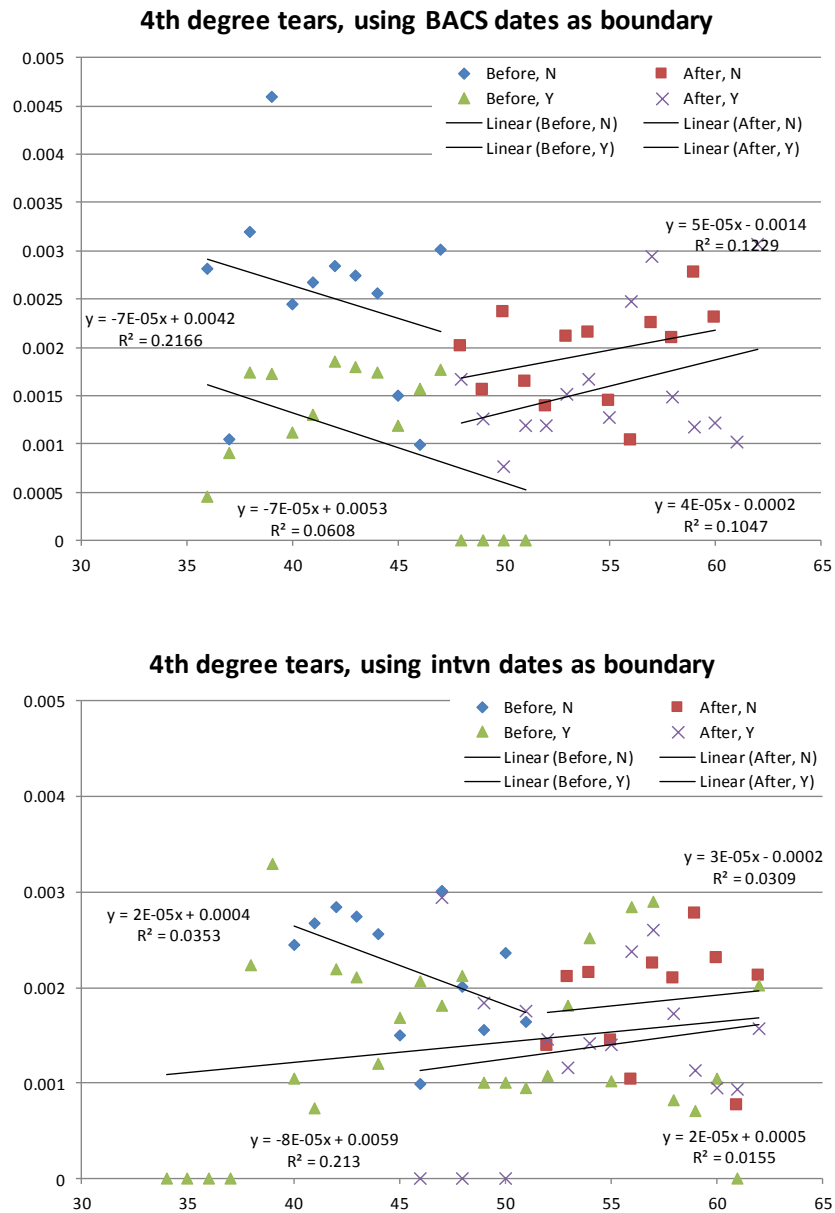 4th degree tears, using BACS dates as boundary
0.005
0.0045
0.004
0.0035
0.003
0.0025
0.002
0.0015
0.001
0.0005
0
30 35 40 45 50 55 60 65
Before, N After, N
Before, Y After, Y
Linear (Before, N) Linear (After, N)
Linear (Before, Y) Linear (After, Y)
y = 5E-05x - 0.0014
R² = 0.1229
y = -7E-05x + 0.0042
R² = 0.2166
y = -7E-05x + 0.0053
R² = 0.0608
y = 4E-05x - 0.0002
R² = 0.1047
4th degree tears, using intvn dates as boundary
0.005
0.004
0.003
0.002
0.001
0
30 35 40 45 50 55 60 65
Before, N After, N
Before, Y After, Y
Linear (Before, N) Linear (After, N)
Linear (Before, Y) Linear (After, Y)
y = 3E-05x - 0.0002
R² = 0.0309
y = 2E-05x + 0.0004
R² = 0.0353
y = -8E-05x + 0.0059
R² = 0.213
y = 2E-05x + 0.0005
R² = 0.0155